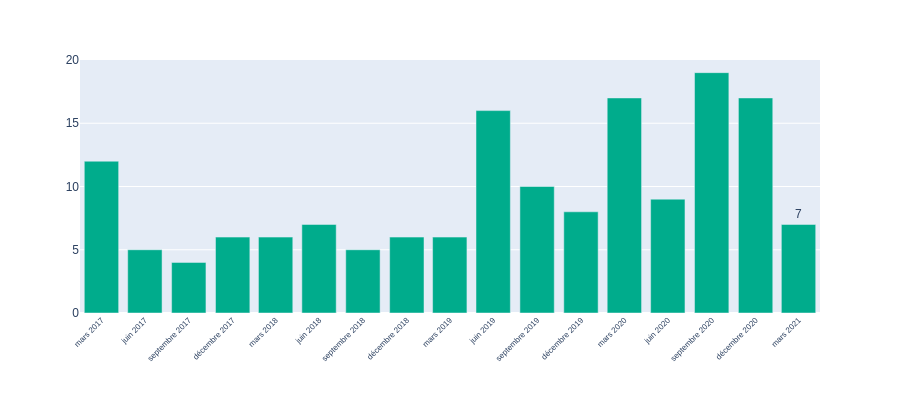 20
15
10
5
0
7
mars 2017
juin 2017
septembre 2017
décembre 2017
mars 2018
juin 2018
septembre 2018
décembre 2018
mars 2019
juin 2019
septembre 2019
décembre 2019
mars 2020
juin 2020
septembre 2020
décembre 2020
mars 2021